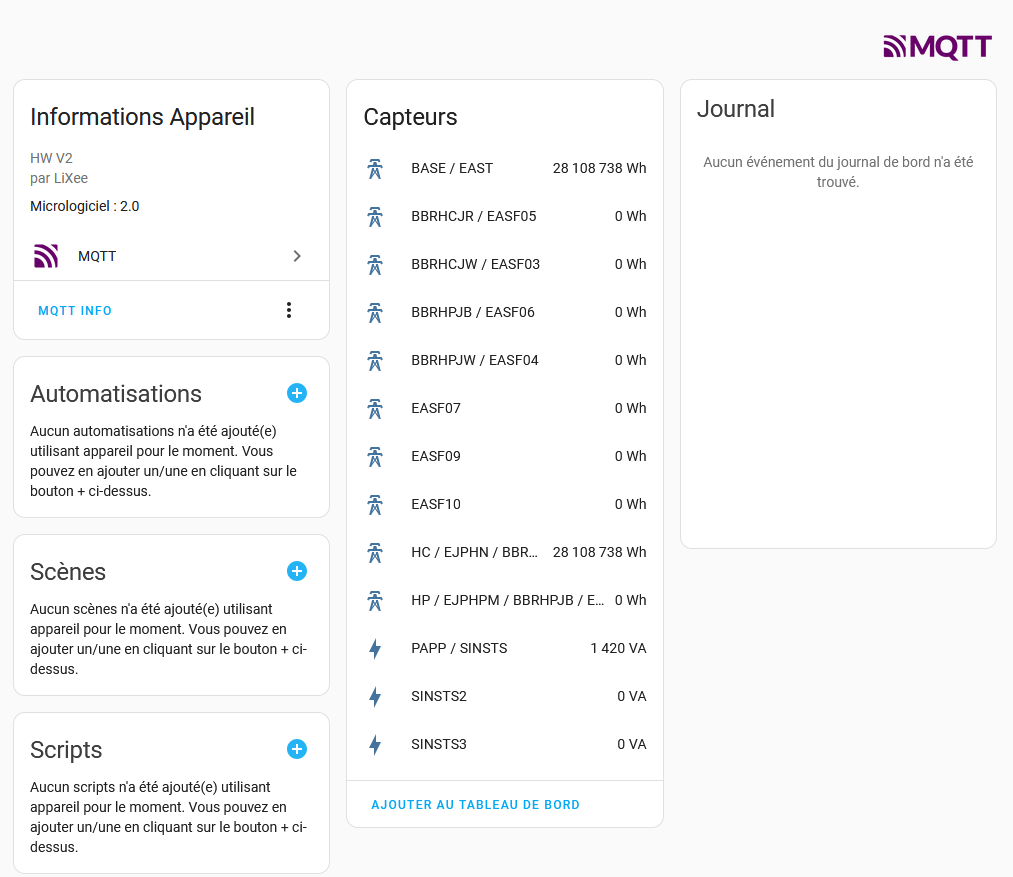 MQTT
Informations Appareil
HW V2
par LiXee
Micrologiciel : 2.0
MQTT
MQTT INFO
Automatisations
Aucun automatisations n'a été ajouté(e)
utilisant appareil pour le moment. Vous
pouvez en ajouter un/une en cliquant sur le
bouton + ci-dessus.
Scènes
Aucun scènes n'a été ajouté(e) utilisant
appareil pour le moment. Vous pouvez en
ajouter un/une en cliquant sur le bouton + ci-
dessus.
Scripts
Aucun scripts n'a été ajouté(e) utilisant
appareil pour le moment. Vous pouvez en
ajouter un/une en cliquant sur le bouton + ci-
dessus.
Capteurs
BASE / EAST 28 108 738 Wh
BBRHCJR / EASF05 0 Wh
BBRHCJW / EASF03 0 Wh
BBRHPJB / EASF06 0 Wh
BBRHPJW / EASF04 0 Wh
EASF07 0 Wh
EASF09 0 Wh
EASF10 0 Wh
HC / EJPHN / BBR… 28 108 738 Wh
HP / EJPHPM / BBRHPJB / E… 0 Wh
PAPP / SINSTS 1 420 VA
SINSTS2 0 VA
SINSTS3 0 VA
AJOUTER AU TABLEAU DE BORD
Journal
Aucun événement du journal de bord n'a été
trouvé.